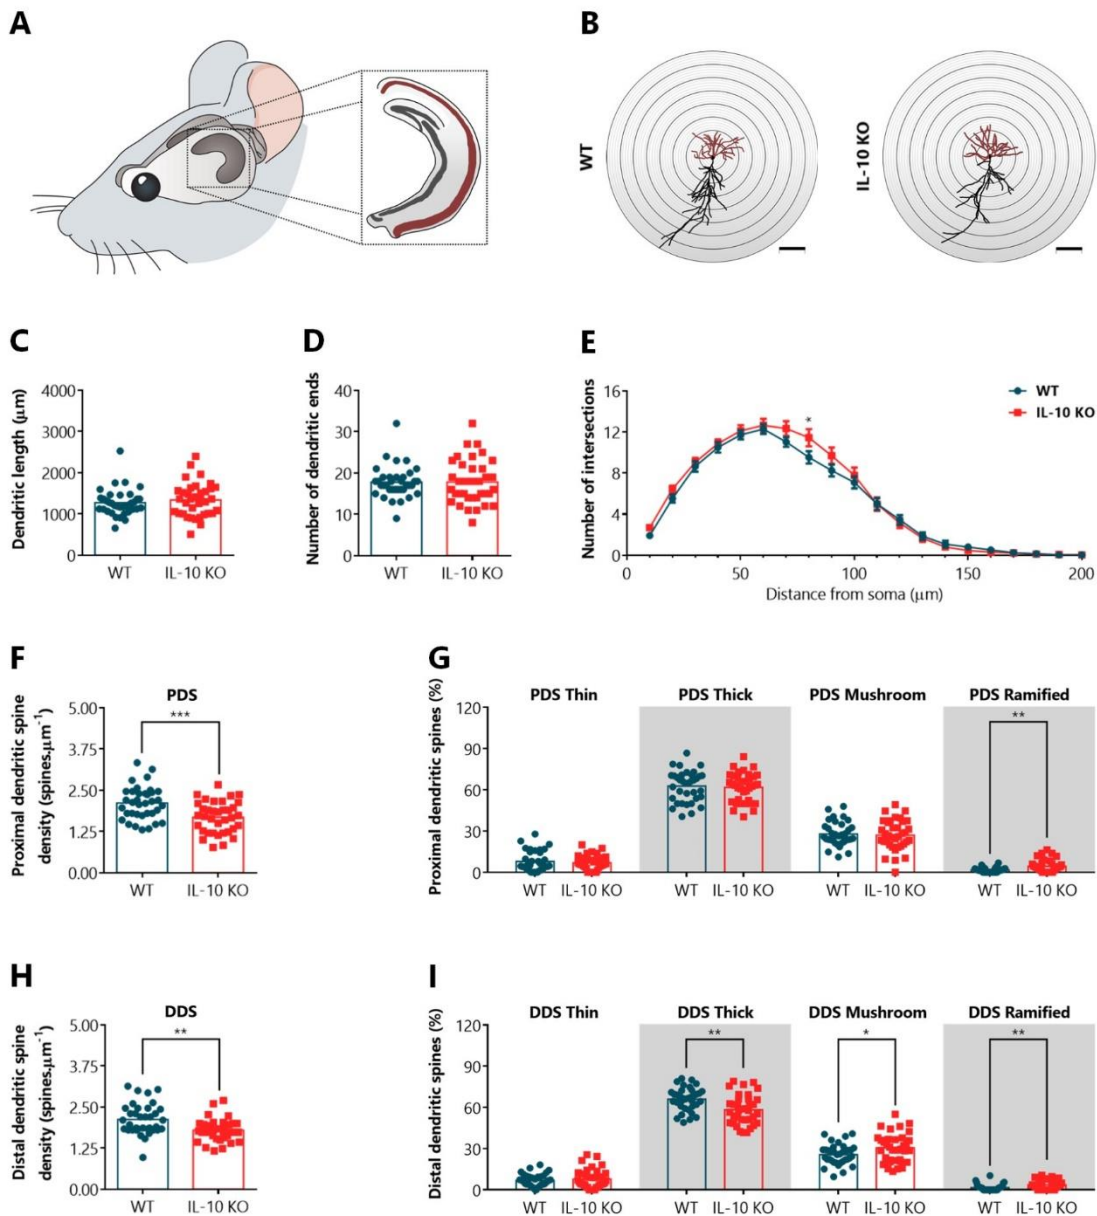 A
B
WT
IL-10 KO
C
Dendritic length (µm)
4000
3000
2000
1000
0
WT
IL-10 KO
D
Number of dendritic ends
40
30
20
10
0
WT
IL-10 KO
E
Number of intersections
16
12
8
4
0
*
WT
IL-10 KO
0
50
100
150
200
Distance from soma (µm)
F
PDS
Proximal dendritic spine
density (spines.µm⁻¹)
5.00
3.75
2.50
1.25
0.00
***
WT
IL-10 KO
G
Proximal dendritic spines (%)
PDS Thin
PDS Thick
PDS Mushroom
PDS Ramified
120
90
60
30
0
**
WT
IL-10 KO
WT
IL-10 KO
WT
IL-10 KO
WT
IL-10 KO
H
DDS
Distal dendritic spine
density (spines.µm⁻¹)
5.00
3.75
2.50
1.25
0.00
**
WT
IL-10 KO
I
Distal dendritic spines (%)
DDS Thin
DDS Thick
DDS Mushroom
DDS Ramified
120
90
60
30
0
**
*
**
WT
IL-10 KO
WT
IL-10 KO
WT
IL-10 KO
WT
IL-10 KO